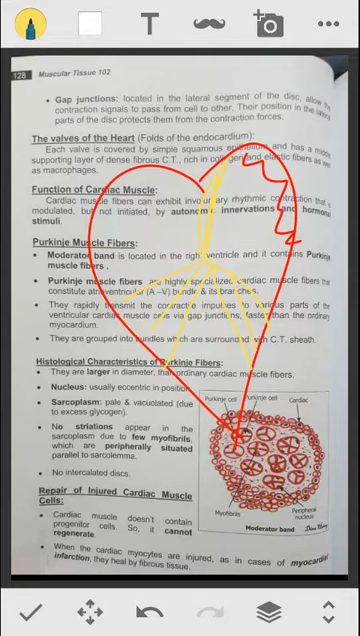 T
128 Muscular Tissue 102
• Gap junctions: located in the lateral segment of the disc, allow the
contraction signals to pass from cell to other. Their position in the lateral
parts of the disc protects them from the contraction forces.
The valves of the Heart (Folds of the endocardium):
Each valve is covered by simple squamous epithelium and has a middle
supporting layer of dense fibrous C.T., rich in collagen and elastic fibers as well
as macrophages.
Function of Cardiac Muscle:
Cardiac muscle fibers can exhibit involuntary rhythmic contraction that is
modulated, but not initiated, by autonomic innervations and hormonal
stimuli.
Purkinje Muscle Fibers:
• Moderator band is located in the right ventricle and it contains Purkinje
muscle fibers .
• Purkinje muscle fibers are highly specialized cardiac muscle fibers that
constitute atrioventricular (A –V) bundle & its branches.
• They rapidly transmit the contractile impulses to various parts of the
ventricular cardiac muscle cells via gap junctions, faster than the ordinary
myocardium.
• They are grouped into bundles which are surrounded with C.T. sheath.
Histological Characteristics of Purkinje Fibers:
• They are larger in diameter, than ordinary cardiac muscle fibers.
• Nucleus: usually eccentric in position
• Sarcoplasm: pale & vacuolated (due
to excess glycogen).
• No striations appear in the
sarcoplasm due to few myofibrils,
which are peripherally situated
parallel to sarcolemma.
• No intercalated discs.
Purkinje cell Purkinje cell Cardiac
Myofibrils
Peripheral
nucleus
Moderator band
Repair of Injured Cardiac Muscle
Cells:
• Cardiac muscle doesn't contain
progenitor cells. So, it cannot
regenerate.
• When the cardiac myocytes are injured, as in cases of myocardial
infarction, they heal by fibrous tissue.